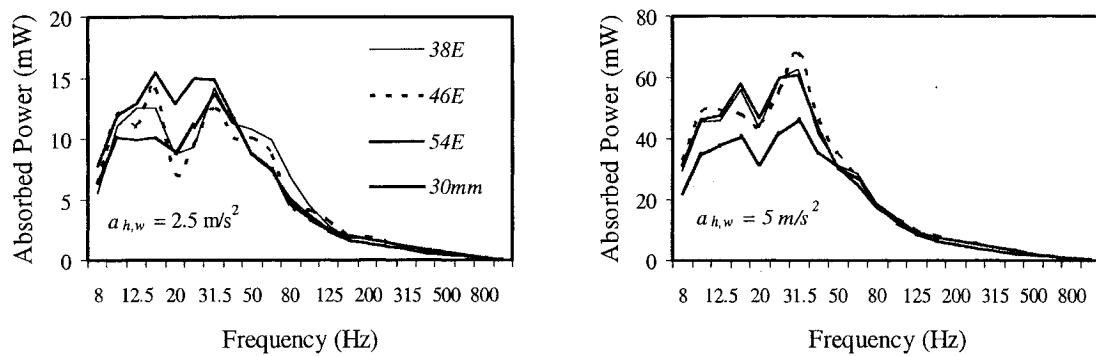 Absorbed Power (mW)
20
15
10
5
0
38E
46E
54E
30mm
a h,w = 2.5 m/s²
8 12.5 20 31.5 50 80 125 200 315 500 800
Frequency (Hz)
Absorbed Power (mW)
80
60
40
20
0
a h,w = 5 m/s²
8 12.5 20 31.5 50 80 125 200 315 500 800
Frequency (Hz)